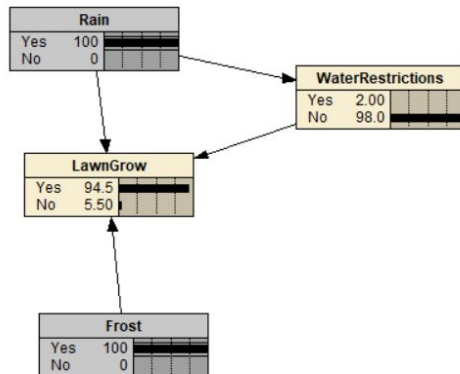 Rain
Yes 100
No 0
WaterRestrictions
Yes 2.00
No 98.0
LawnGrow
Yes 94.5
No 5.50
Frost
Yes 100
No 0